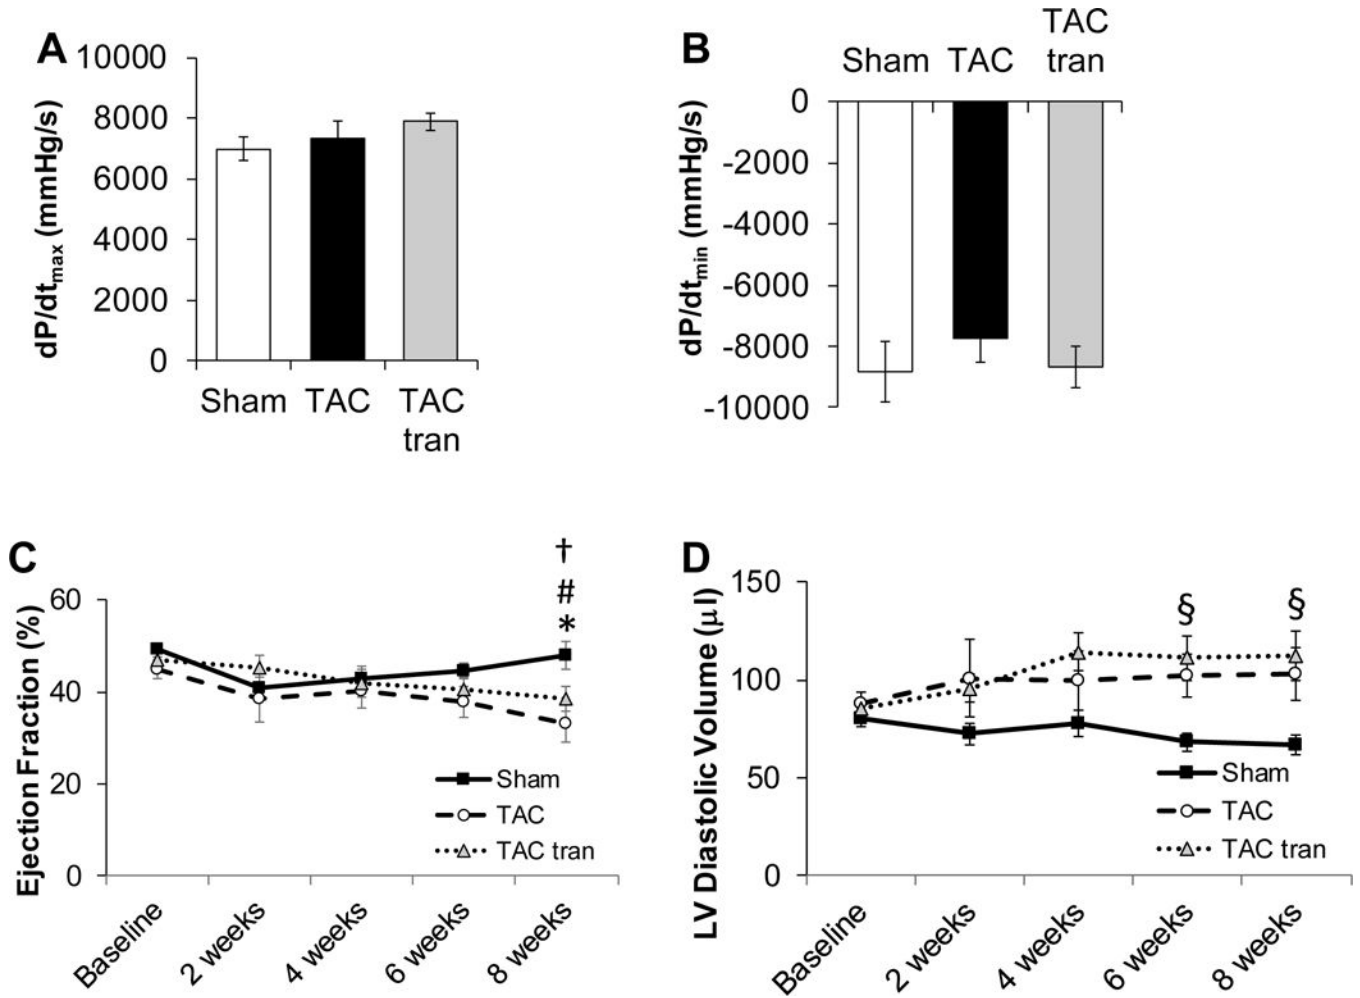 A
dP/dtmax (mmHg/s)
10000
8000
6000
4000
2000
0
Sham TAC TAC
tran
B
TAC
Sham TAC tran
dP/dtmin (mmHg/s)
0
-2000
-4000
-6000
-8000
-10000
C
Ejection Fraction (%)
60
40
20
0
†
#
*
Sham
TAC
TAC tran
Baseline
2 weeks
4 weeks
6 weeks
8 weeks
D
LV Diastolic Volume (µl)
150
100
50
0
§ §
Sham
TAC
TAC tran
Baseline
2 weeks
4 weeks
6 weeks
8 weeks